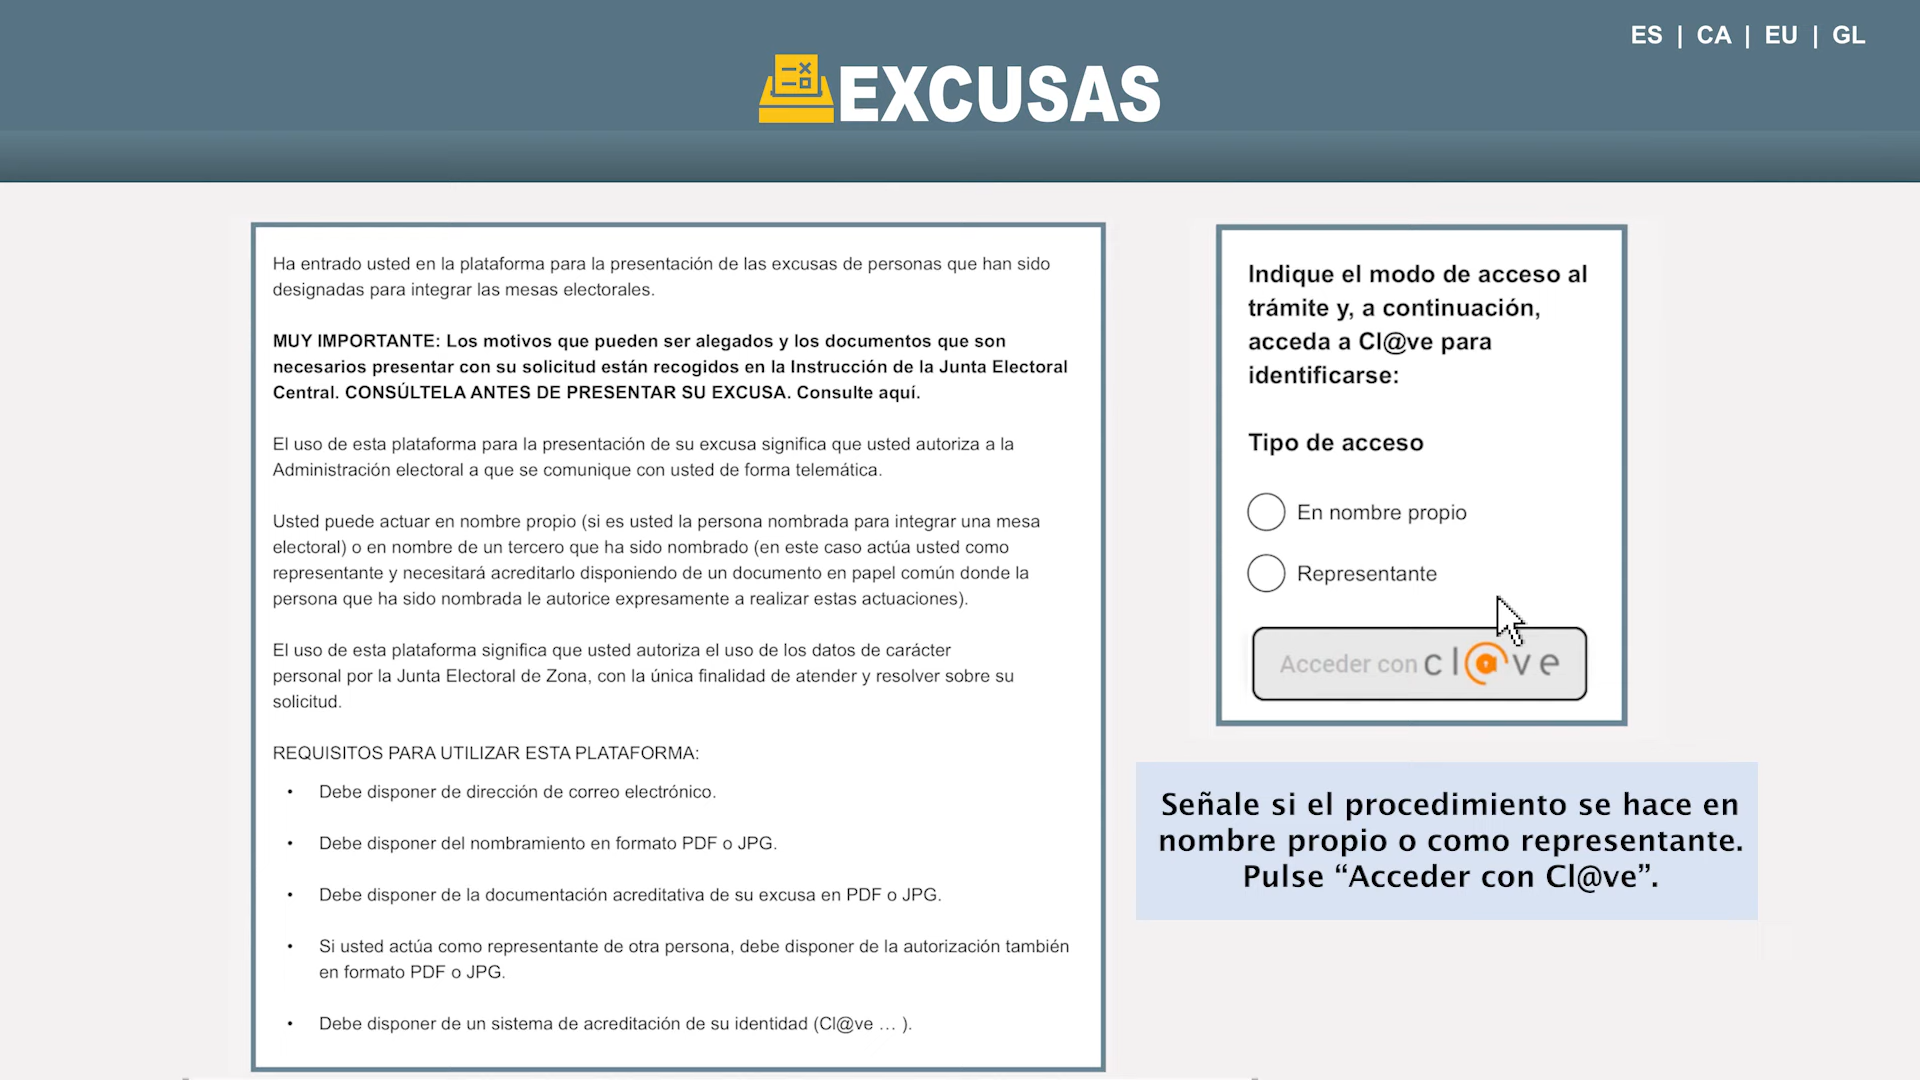 ES | CA | EU | GL
EXCUSAS
Ha entrado usted en la plataforma para la presentación de las excusas de personas que han sido
designadas para integrar las mesas electorales.
MUY IMPORTANTE: Los motivos que pueden ser alegados y los documentos que son
necesarios presentar con su solicitud están recogidos en la Instrucción de la Junta Electoral
Central. CONSÚLTELA ANTES DE PRESENTAR SU EXCUSA. Consulte aquí.
El uso de esta plataforma para la presentación de su excusa significa que usted autoriza a la
Administración electoral a que se comunique con usted de forma telemática.
Usted puede actuar en nombre propio (si es usted la persona nombrada para integrar una mesa
electoral) o en nombre de un tercero que ha sido nombrado (en este caso actúa usted como
representante y necesitará acreditarlo disponiendo de un documento en papel común donde la
persona que ha sido nombrada le autorice expresamente a realizar estas actuaciones).
El uso de esta plataforma significa que usted autoriza el uso de los datos de carácter
personal por la Junta Electoral de Zona, con la única finalidad de atender y resolver sobre su
solicitud.
REQUISITOS PARA UTILIZAR ESTA PLATAFORMA:
• Debe disponer de dirección de correo electrónico.
• Debe disponer del nombramiento en formato PDF o JPG.
• Debe disponer de la documentación acreditativa de su excusa en PDF o JPG.
• Si usted actúa como representante de otra persona, debe disponer de la autorización también
en formato PDF o JPG.
• Debe disponer de un sistema de acreditación de su identidad (Cl@ve … ).
Indique el modo de acceso al
trámite y, a continuación,
acceda a Cl@ve para
identificarse:
Tipo de acceso
En nombre propio
Representante
Acceder con cl@ve
Señale si el procedimiento se hace en
nombre propio o como representante.
Pulse “Acceder con Cl@ve”.